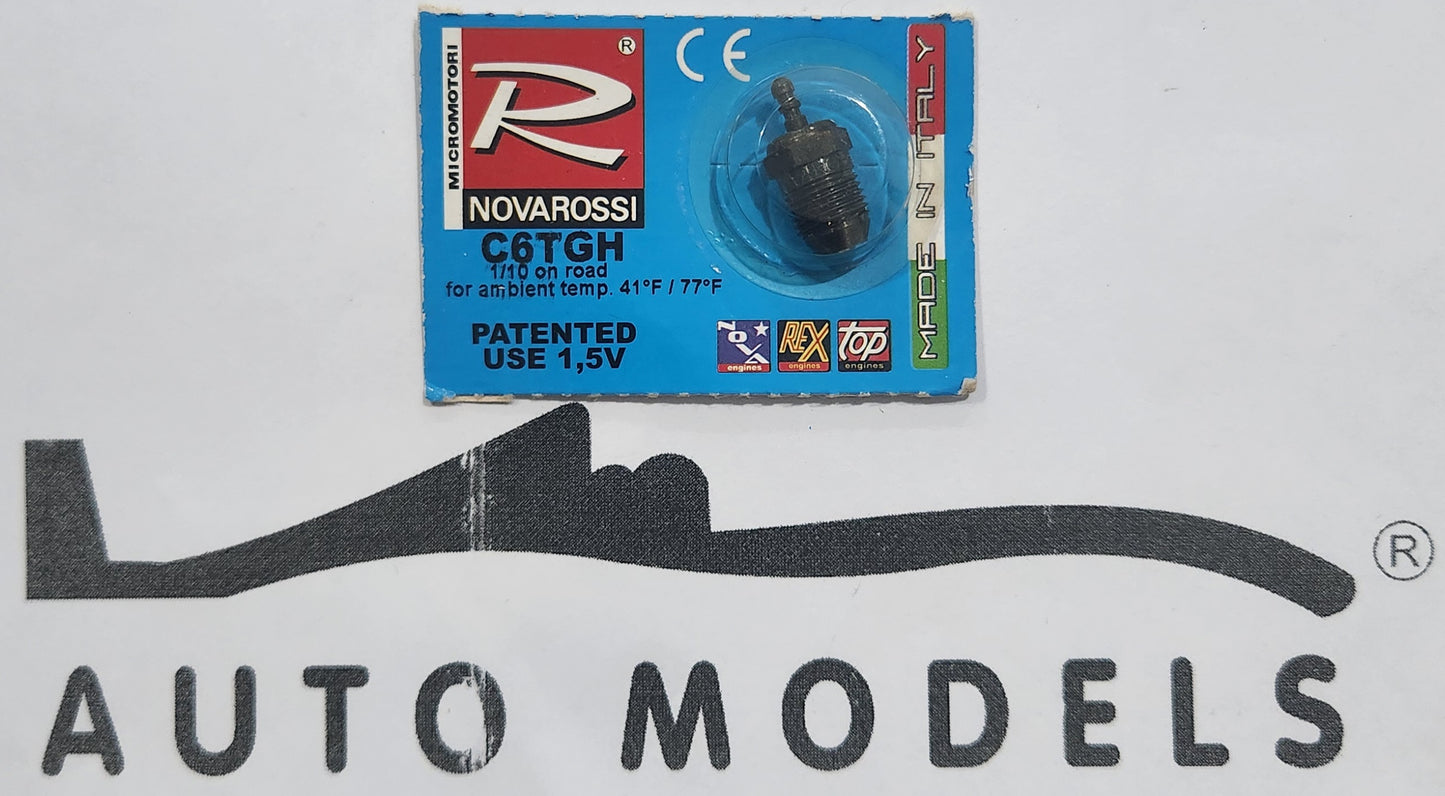 MICROMOTORI
R ®
NOVAROSSI
C6TGH
1/10 on road
for ambient temp. 41°F / 77°F
PATENTED
USE 1,5V
CE
MADE IN ITALY
NOVA
engines
REX
engines
top
engines
®
AUTO MODELS